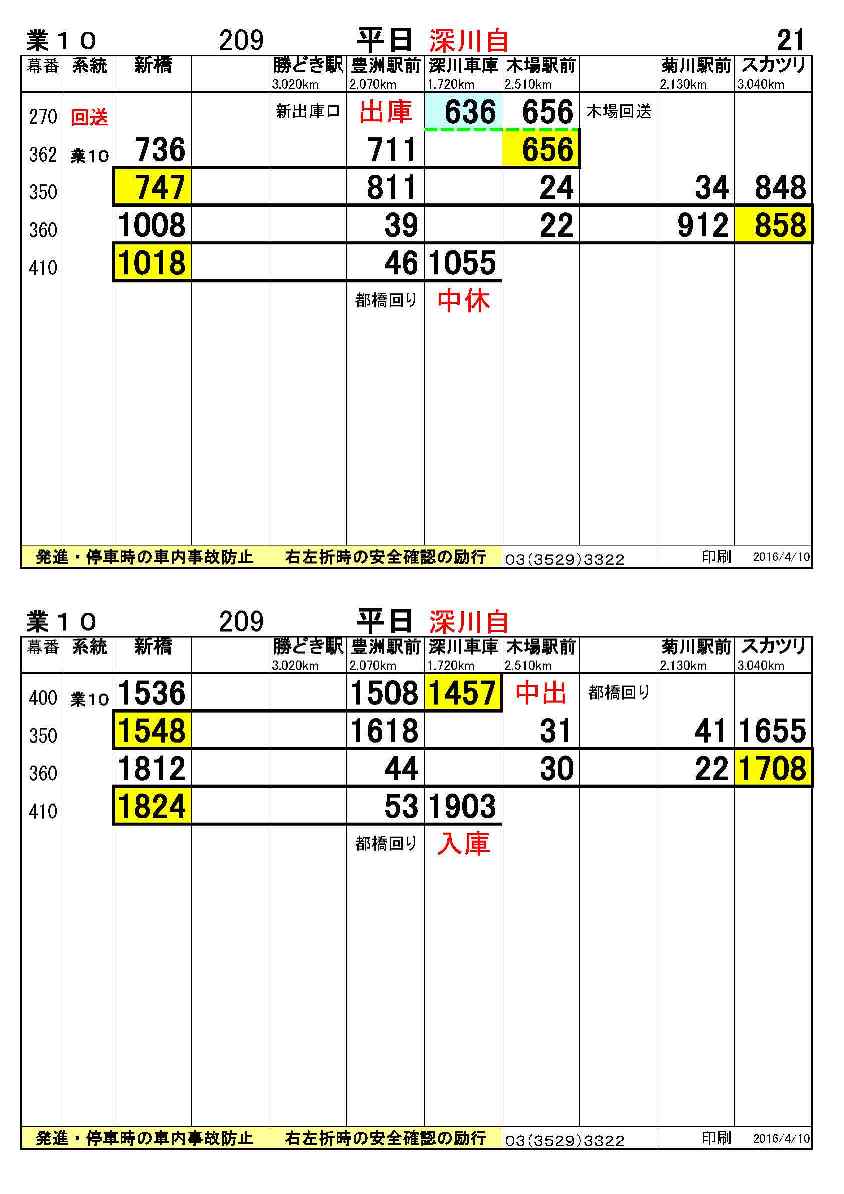 業１０ 209 平日 深川自 21
幕番 系統 新橋 勝どき駅 豊洲駅前 深川車庫 木場駅前 菊川駅前 スカツリ
3.020km 2.070km 1.720km 2.510km 2.130km 3.040km
270 回送 新出庫口 出庫 636 656 木場回送
362 業10 736 711 656
350 747 811 24 34 848
360 1008 39 22 912 858
410 1018 46 1055
都橋回り 中休
発進・停車時の車内事故防止 右左折時の安全確認の励行 03(3529)3322 印刷 2016/4/10
業１０ 209 平日 深川自
幕番 系統 新橋 勝どき駅 豊洲駅前 深川車庫 木場駅前 菊川駅前 スカツリ
3.020km 2.070km 1.720km 2.510km 2.130km 3.040km
400 業10 1536 1508 1457 中出 都橋回り
350 1548 1618 31 41 1655
360 1812 44 30 22 1708
410 1824 53 1903
都橋回り 入庫
発進・停車時の車内事故防止 右左折時の安全確認の励行 03(3529)3322 印刷 2016/4/10